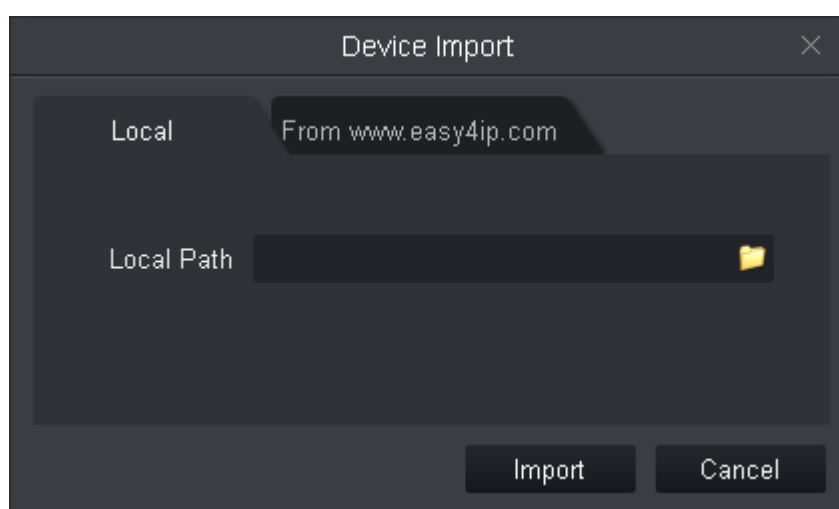 Device Import
Local
From www.easy4ip.com
Local Path
Import
Cancel